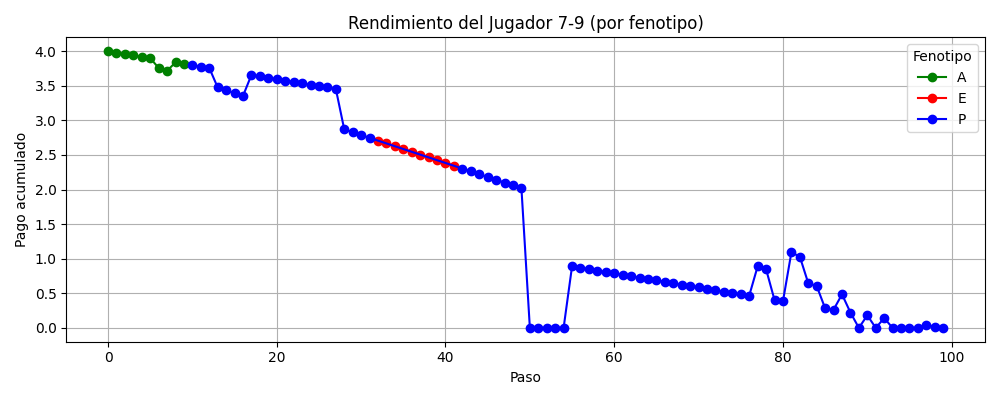 Rendimiento del Jugador 7-9 (por fenotipo)
Pago acumulado
4.0
3.5
3.0
2.5
2.0
1.5
1.0
0.5
0.0
Fenotipo
A
E
P
0 20 40 60 80 100
Paso